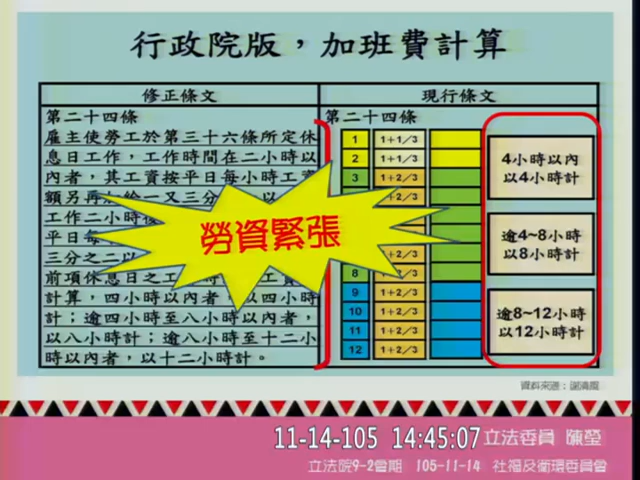 行政院版，加班費計算
修正條文
現行條文
第二十四條
雇主使勞工於第三十六條所定休
息日工作，工作時間在二小時以
內者，其工資按平日每小時工資
額另再加給一又三分
以
工作二小時後
平日每
三分之二以
前項休息日之工
工資
計算，四小時以內者，以四小時
計；逾四小時至八小時以內者，
以八小時計；逾八小時至十二小
時以內者，以十二小時計。
第二十四條
1 1+1/3
2 1+1/3
3
8 1+2/3
9 1+2/3
10 1+2/3
11 1+2/3
12 1+2/3
4小時以內
以4小時計
逾4~8小時
以8小時計
逾8~12小時
以12小時計
勞資緊張
資料來源：
11-14-105 14:45:07 立法委員 陳瑩
立法院9-2會期 105-11-14 社福及衛環委員會